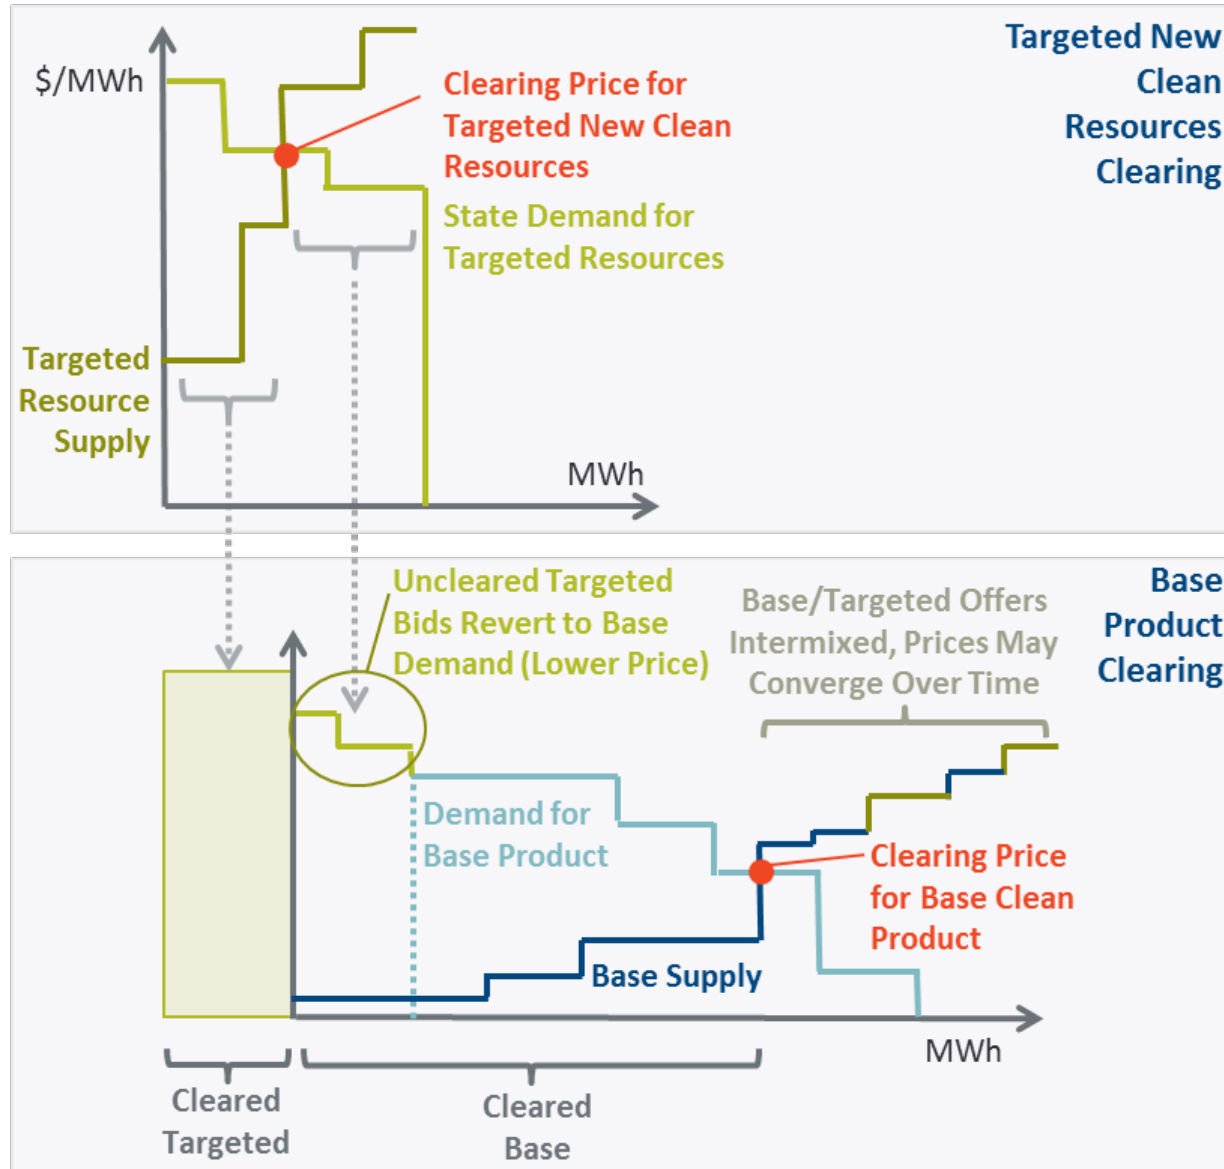 Targeted New
Clean
Resources
Clearing
$/MWh
Clearing Price for
Targeted New Clean
Resources
State Demand for
Targeted Resources
Targeted
Resource
Supply
MWh
Base
Product
Clearing
Uncleared Targeted
Bids Revert to Base
Demand (Lower Price)
Base/Targeted Offers
Intermixed, Prices May
Converge Over Time
Demand for
Base Product
Clearing Price
for Base Clean
Product
Base Supply
MWh
Cleared
Targeted
Cleared
Base